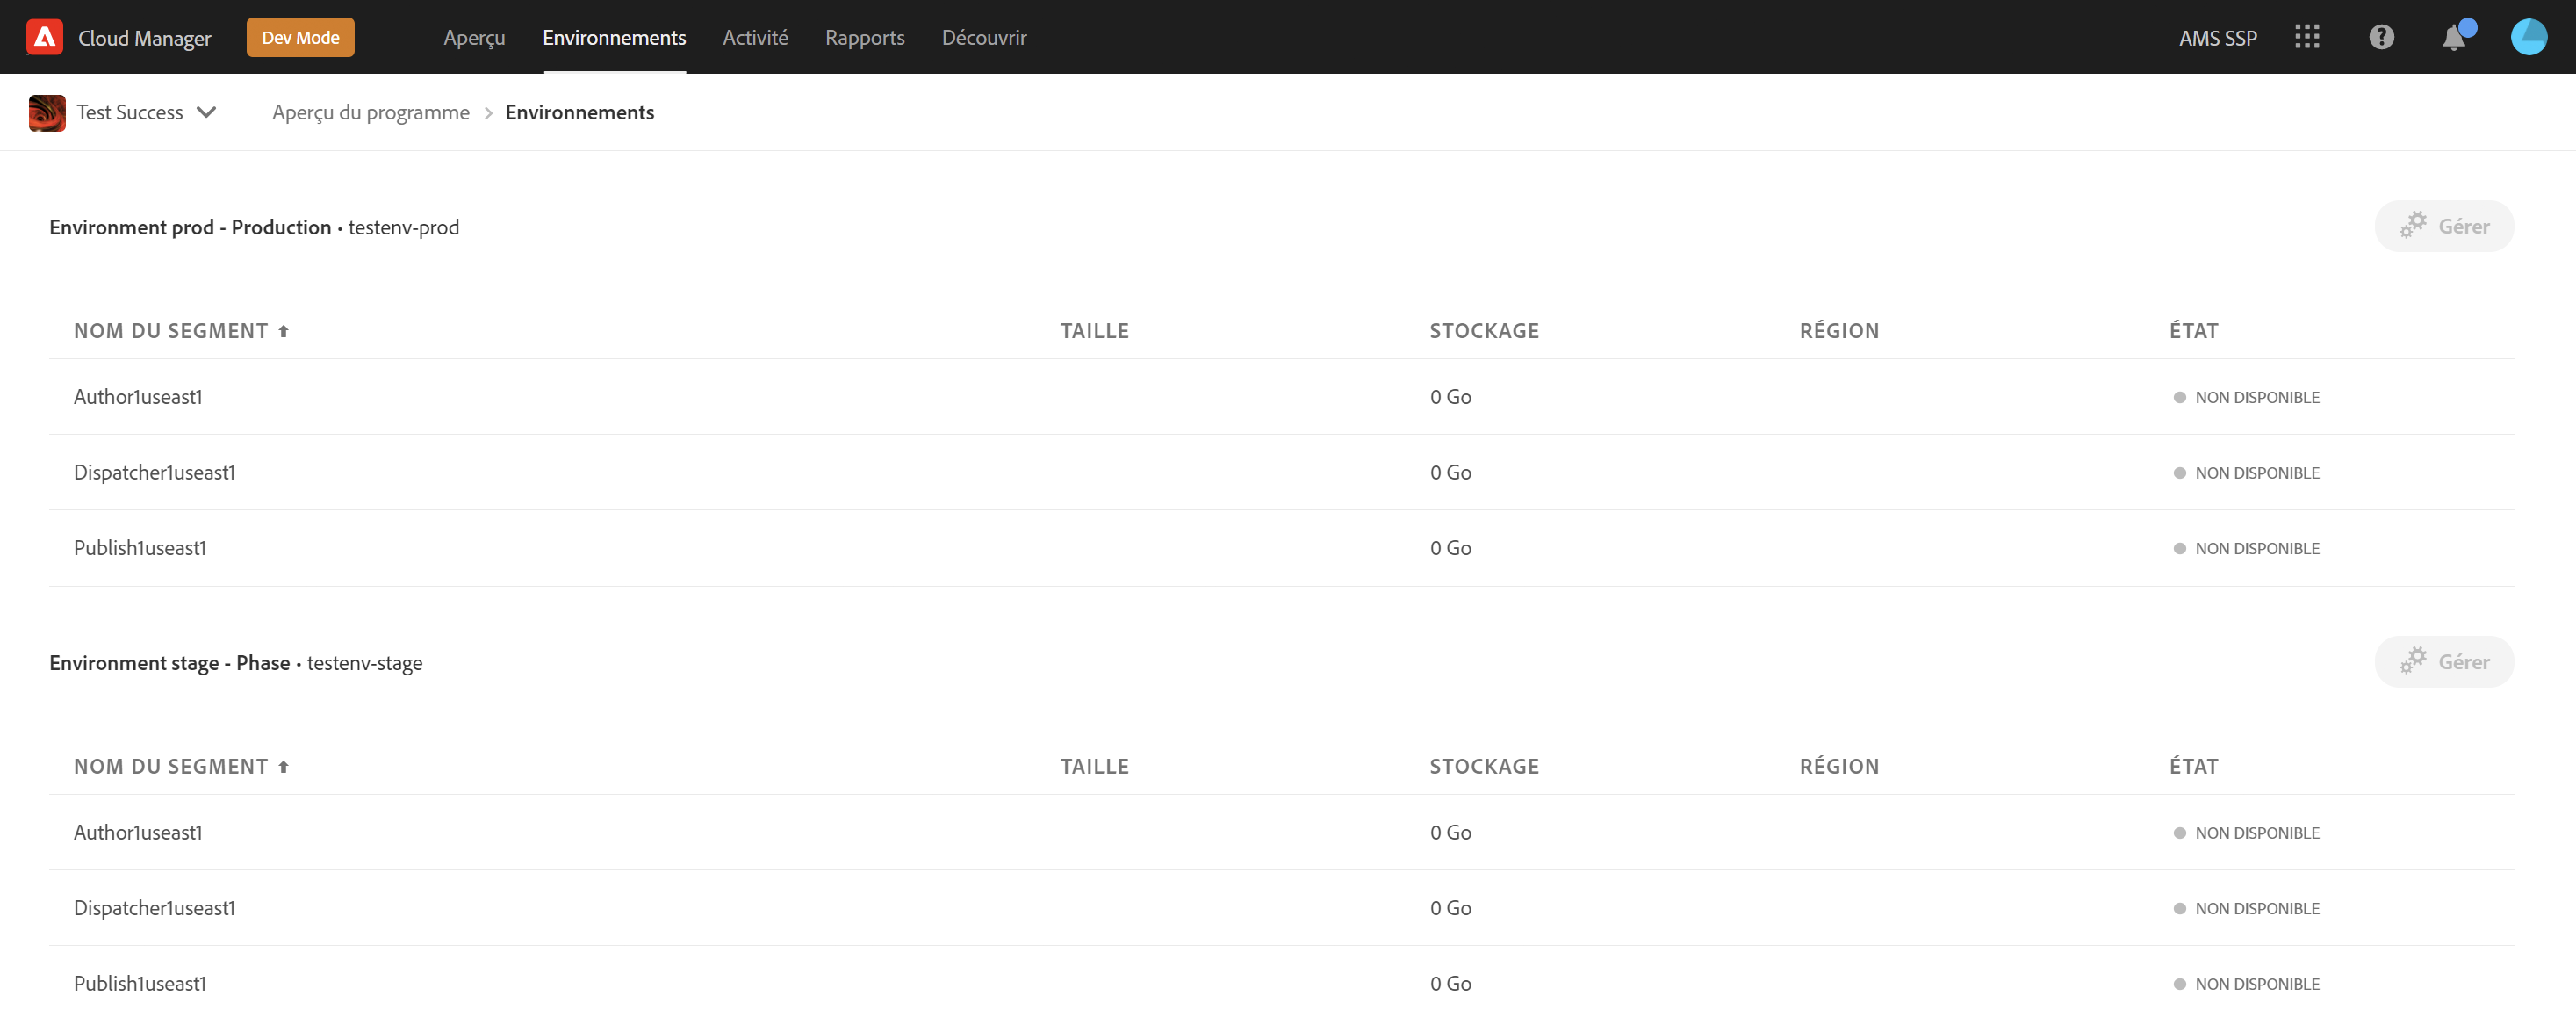 Cloud Manager Dev Mode Aperçu Environnements Activité Rapports Découvrir AMS SSP
Test Success Aperçu du programme > Environnements
Environment prod - Production • testenv-prod Gérer
NOM DU SEGMENT TAILLE STOCKAGE RÉGION ÉTAT
Author1useast1 0 Go NON DISPONIBLE
Dispatcher1useast1 0 Go NON DISPONIBLE
Publish1useast1 0 Go NON DISPONIBLE
Environment stage - Phase • testenv-stage Gérer
NOM DU SEGMENT TAILLE STOCKAGE RÉGION ÉTAT
Author1useast1 0 Go NON DISPONIBLE
Dispatcher1useast1 0 Go NON DISPONIBLE
Publish1useast1 0 Go NON DISPONIBLE